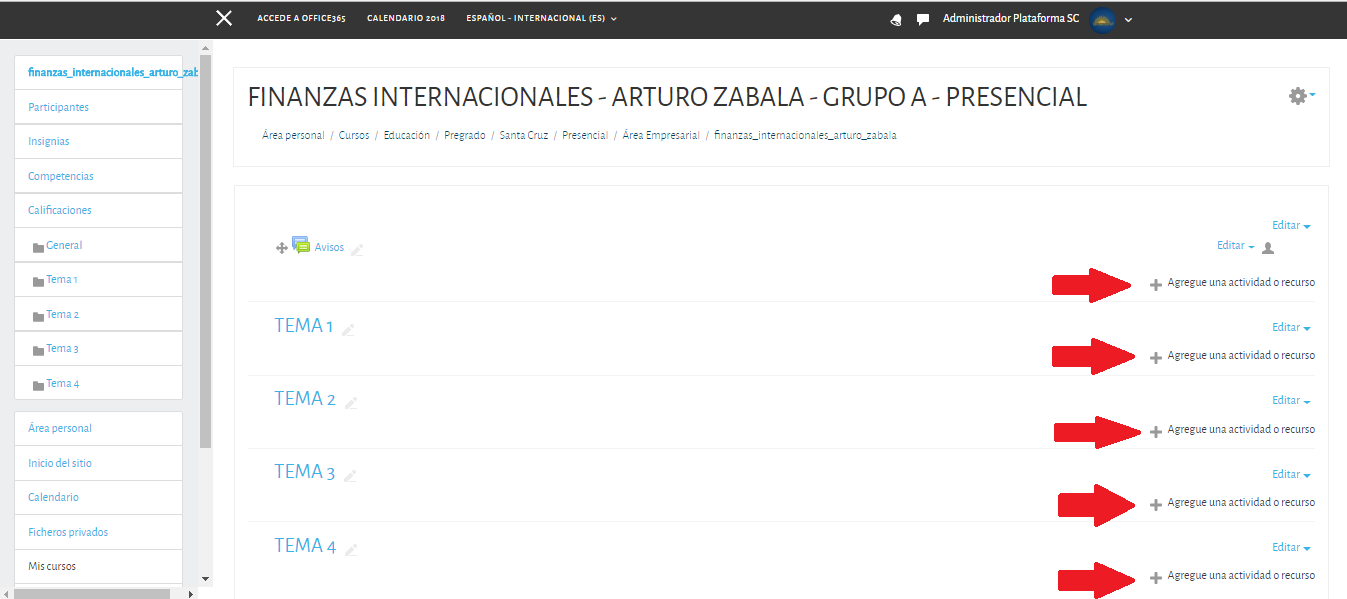 ACCEDE A OFFICE365 CALENDARIO 2018 ESPAÑOL - INTERNACIONAL (ES) Administrador Plataforma SC
finanzas_internacionales_arturo_zab
Participantes
Insignias
Competencias
Calificaciones
General
Tema 1
Tema 2
Tema 3
Tema 4
Área personal
Inicio del sitio
Calendario
Ficheros privados
Mis cursos
FINANZAS INTERNACIONALES - ARTURO ZABALA - GRUPO A - PRESENCIAL
Área personal / Cursos / Educación / Pregrado / Santa Cruz / Presencial / Área Empresarial / finanzas_internacionales_arturo_zabala
Editar
Avisos Editar
Agregue una actividad o recurso
TEMA 1 Editar
Agregue una actividad o recurso
TEMA 2 Editar
Agregue una actividad o recurso
TEMA 3 Editar
Agregue una actividad o recurso
TEMA 4 Editar
Agregue una actividad o recurso